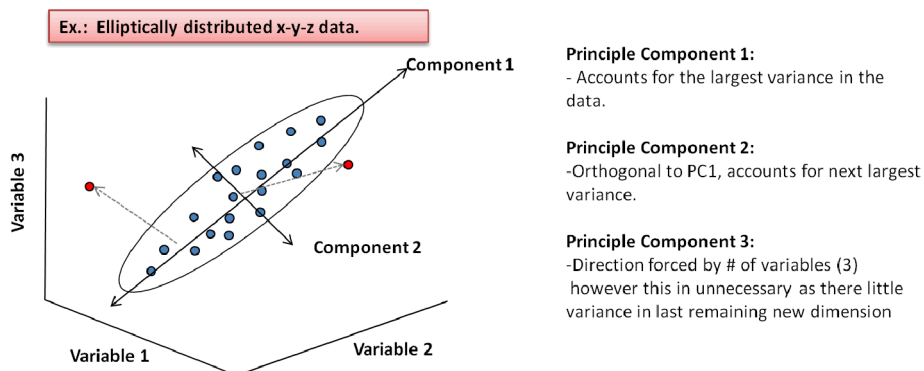 Ex.: Elliptically distributed x-y-z data.
Component 1
Variable 3
Component 2
Variable 1
Variable 2
Principle Component 1:
- Accounts for the largest variance in the
data.
Principle Component 2:
-Orthogonal to PC1, accounts for next largest
variance.
Principle Component 3:
-Direction forced by # of variables (3)
however this in unnecessary as there little
variance in last remaining new dimension